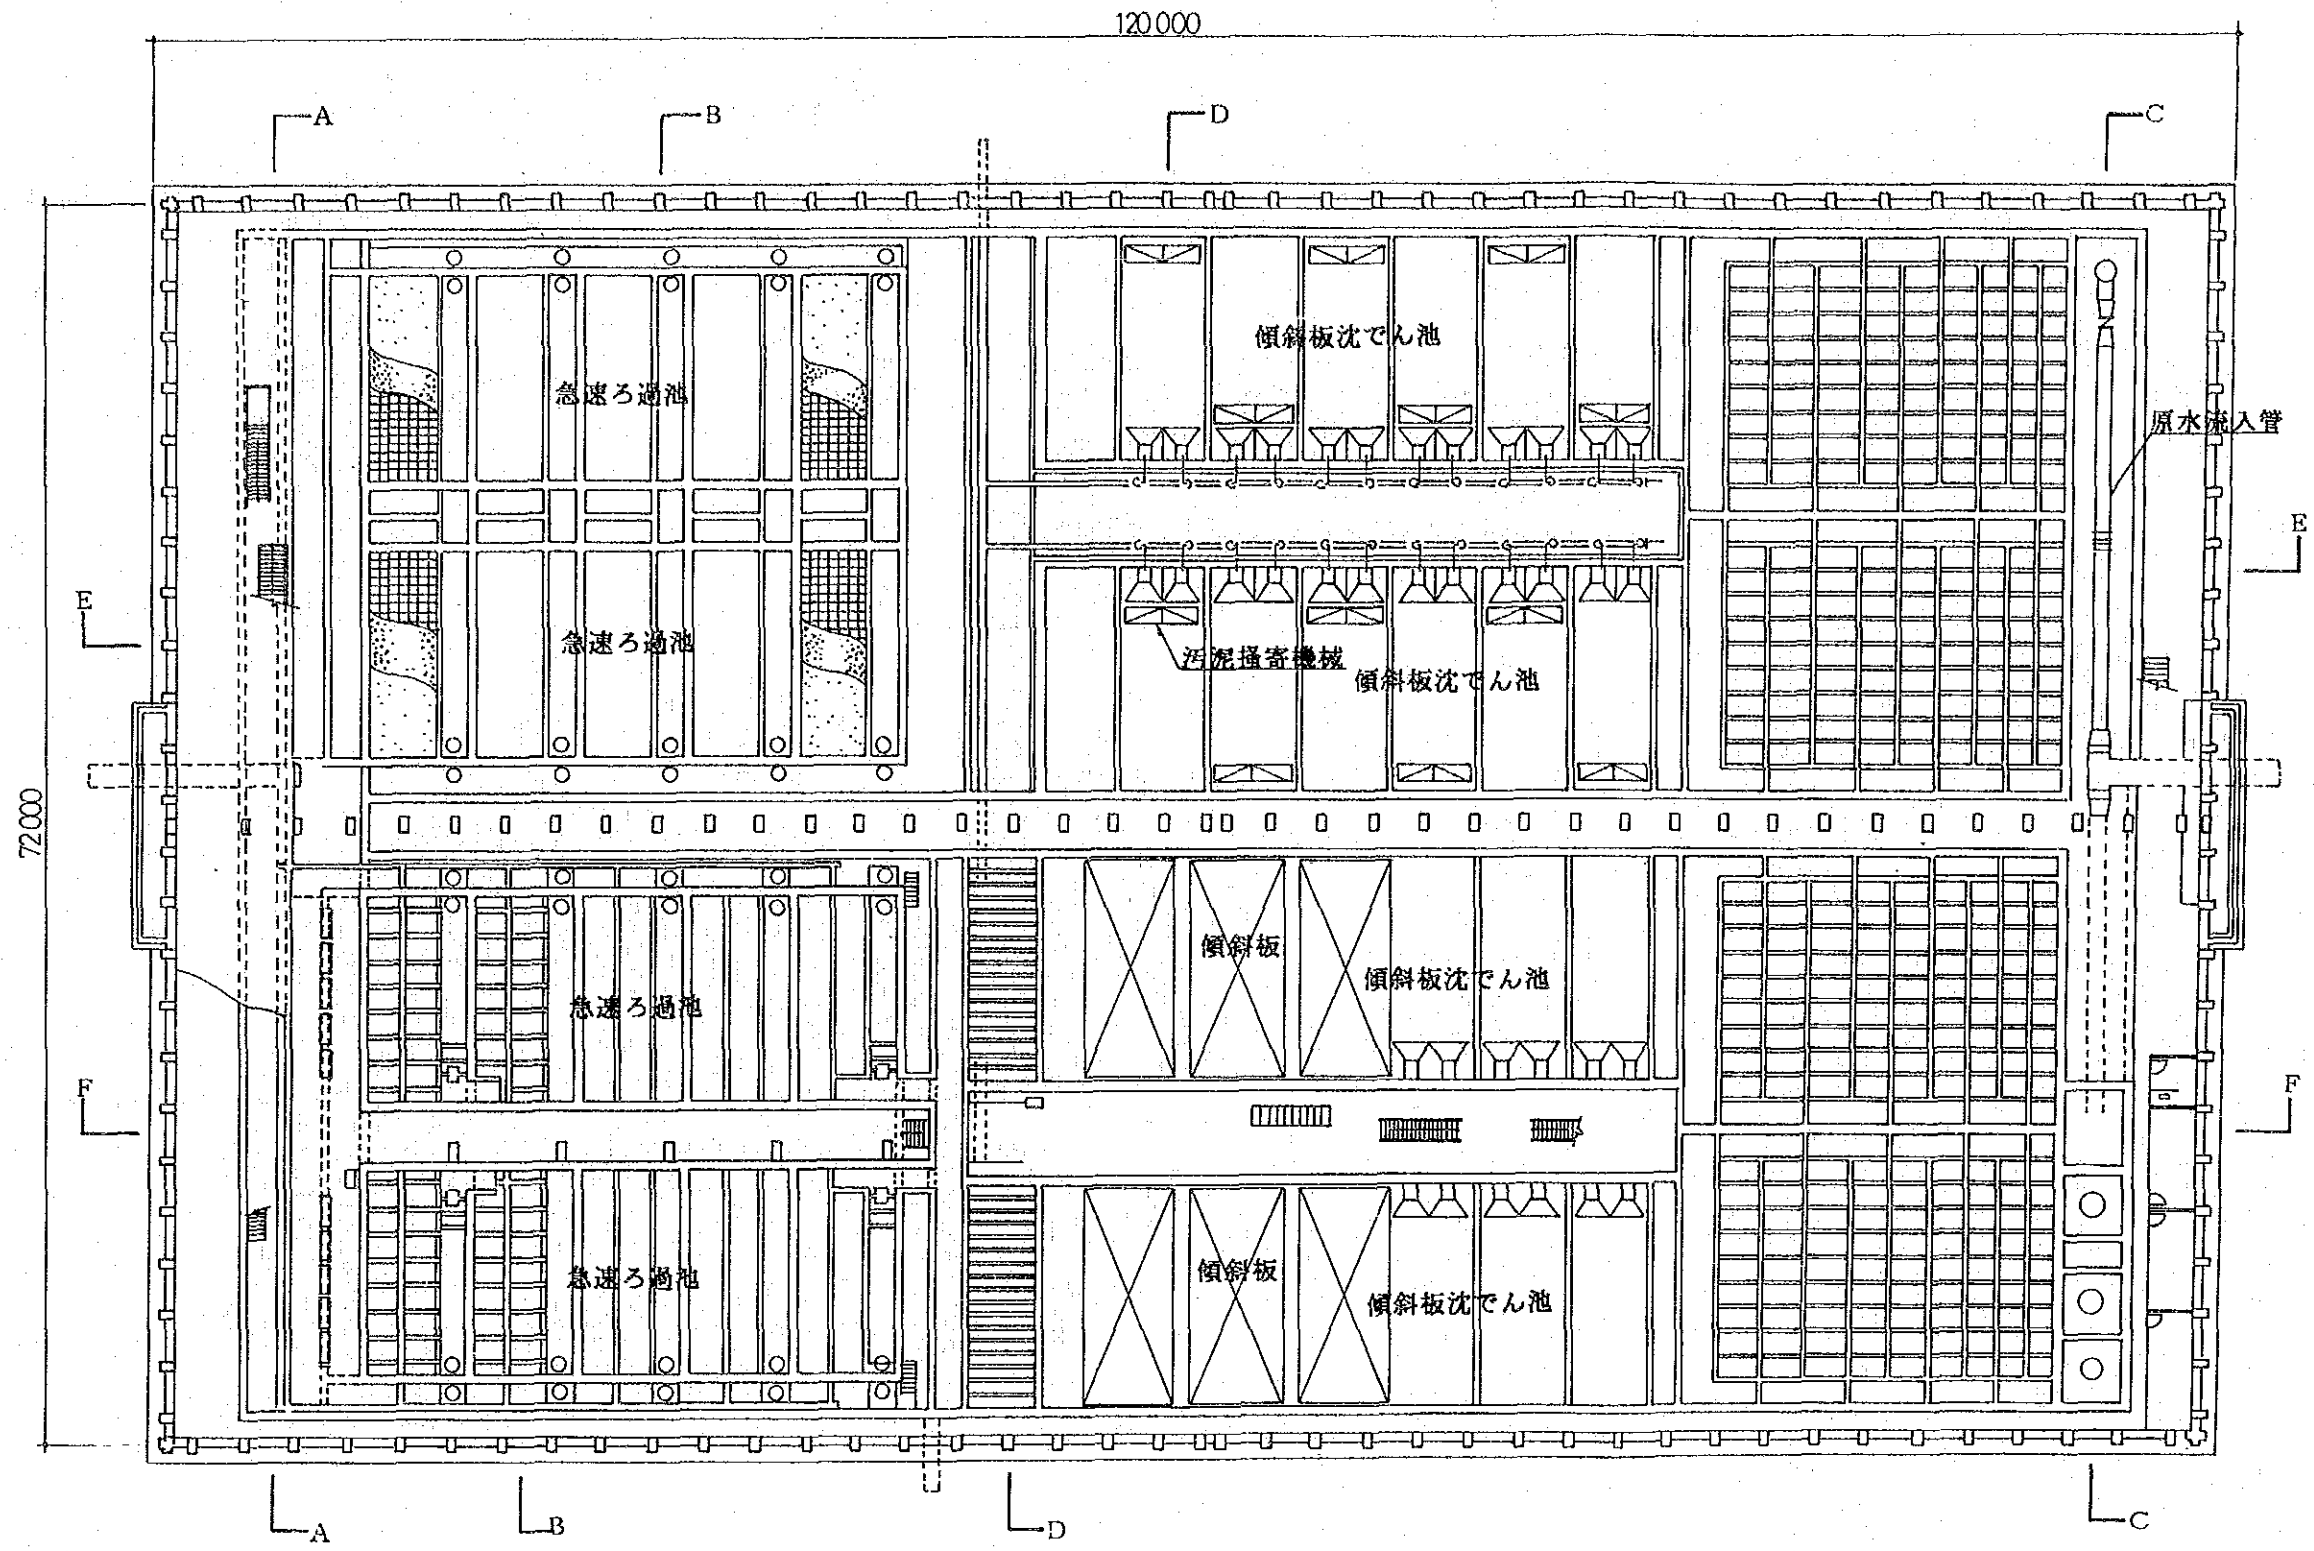 120000
A
B
D
C
傾斜板沈でん池
急速ろ過池
原水流入管
E
E
急速ろ過池
汚泥掻寄機械
傾斜板沈でん池
72000
傾斜板
傾斜板沈でん池
急速ろ過池
F
F
傾斜板
急速ろ過池
傾斜板沈でん池
A
B
D
C